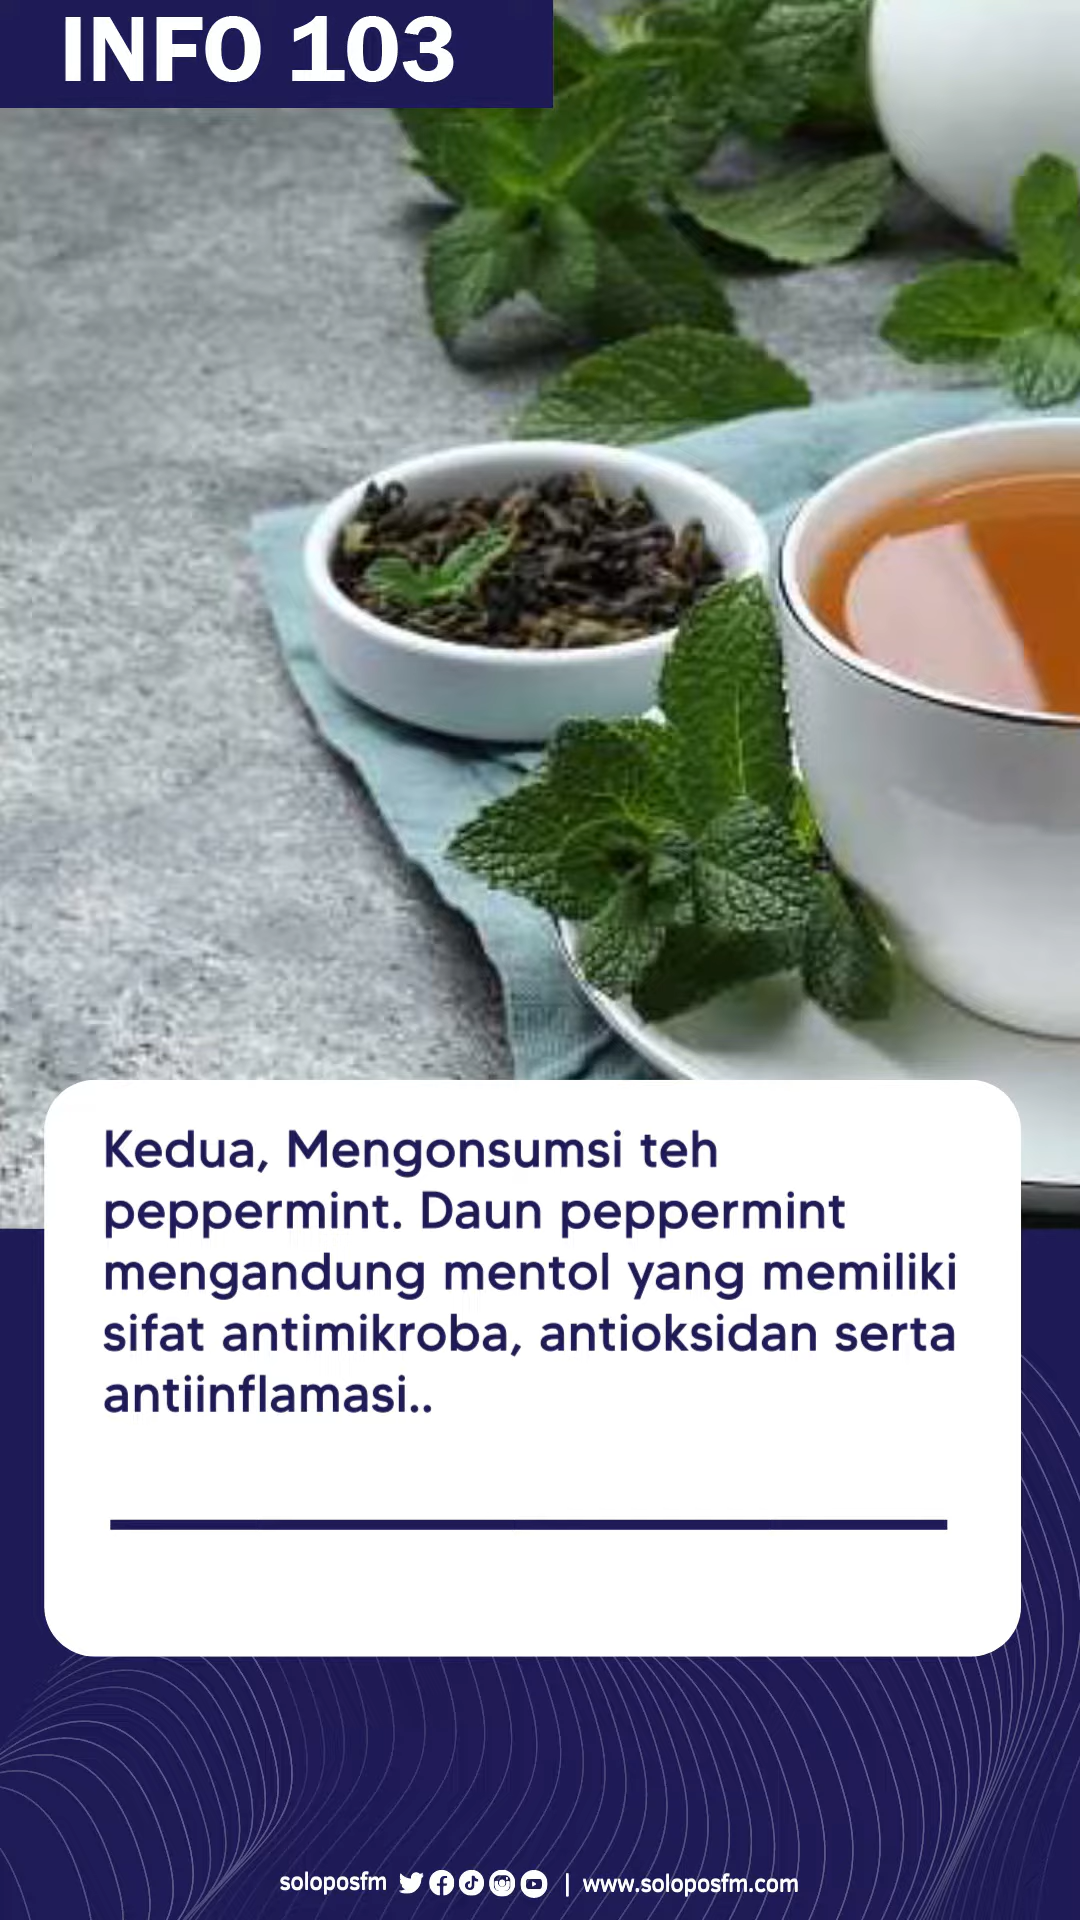 INFO 103
Kedua, Mengonsumsi teh
peppermint. Daun peppermint
mengandung mentol yang memiliki
sifat antimikroba, antioksidan serta
antiinflamasi..
soloposfm | www.soloposfm.com